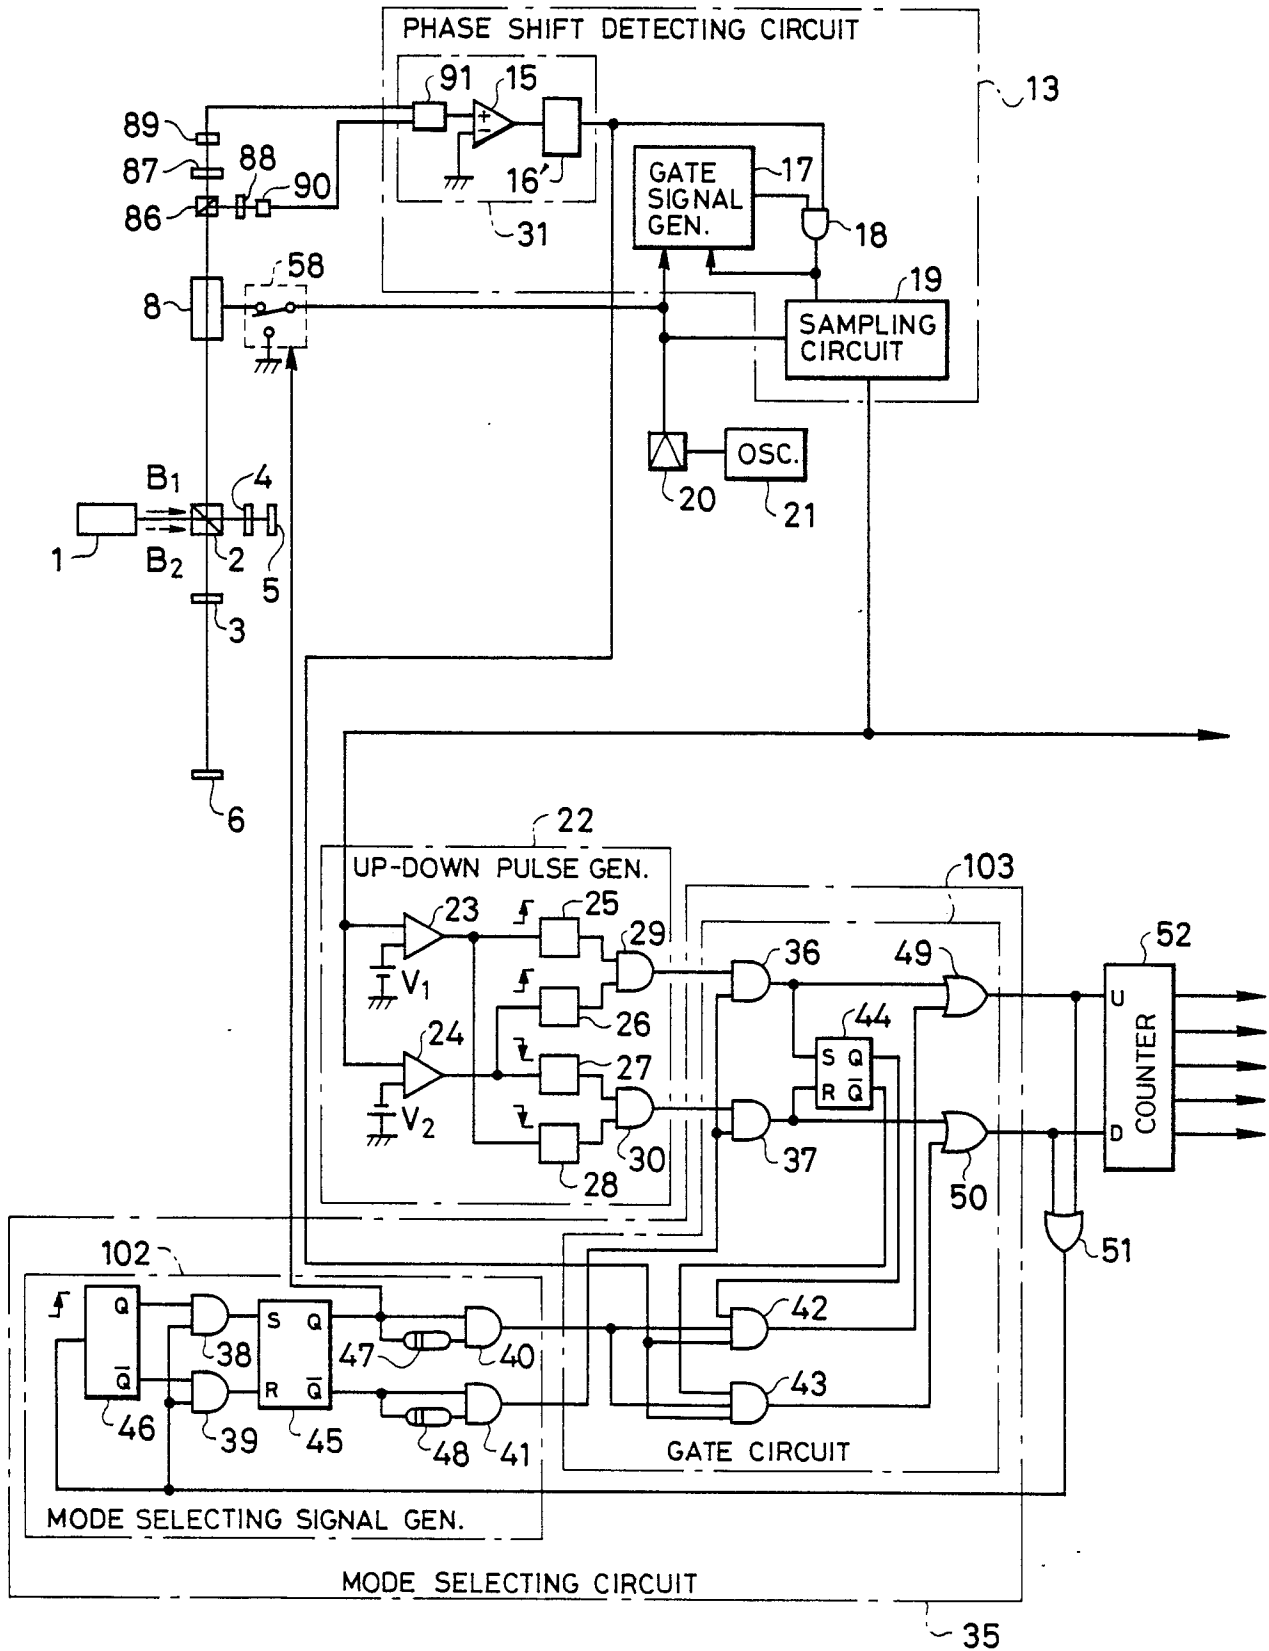 PHASE SHIFT DETECTING CIRCUIT
91
15
13
89
87
88
90
86
+
−
16'
31
GATE
SIGNAL
GEN.
17
18
58
8
19
SAMPLING
CIRCUIT
OSC.
20
21
B1
B2
4
1
2
5
3
6
22
UP-DOWN PULSE GEN.
103
23
25
29
36
49
52
V1
26
24
27
44
S Q
R Q̅
U
D
COUNTER
V2
30
37
28
50
51
102
Q
Q̅
38
S Q
R Q̅
47
40
42
46
39
45
48
41
43
GATE CIRCUIT
MODE SELECTING SIGNAL GEN.
MODE SELECTING CIRCUIT
35